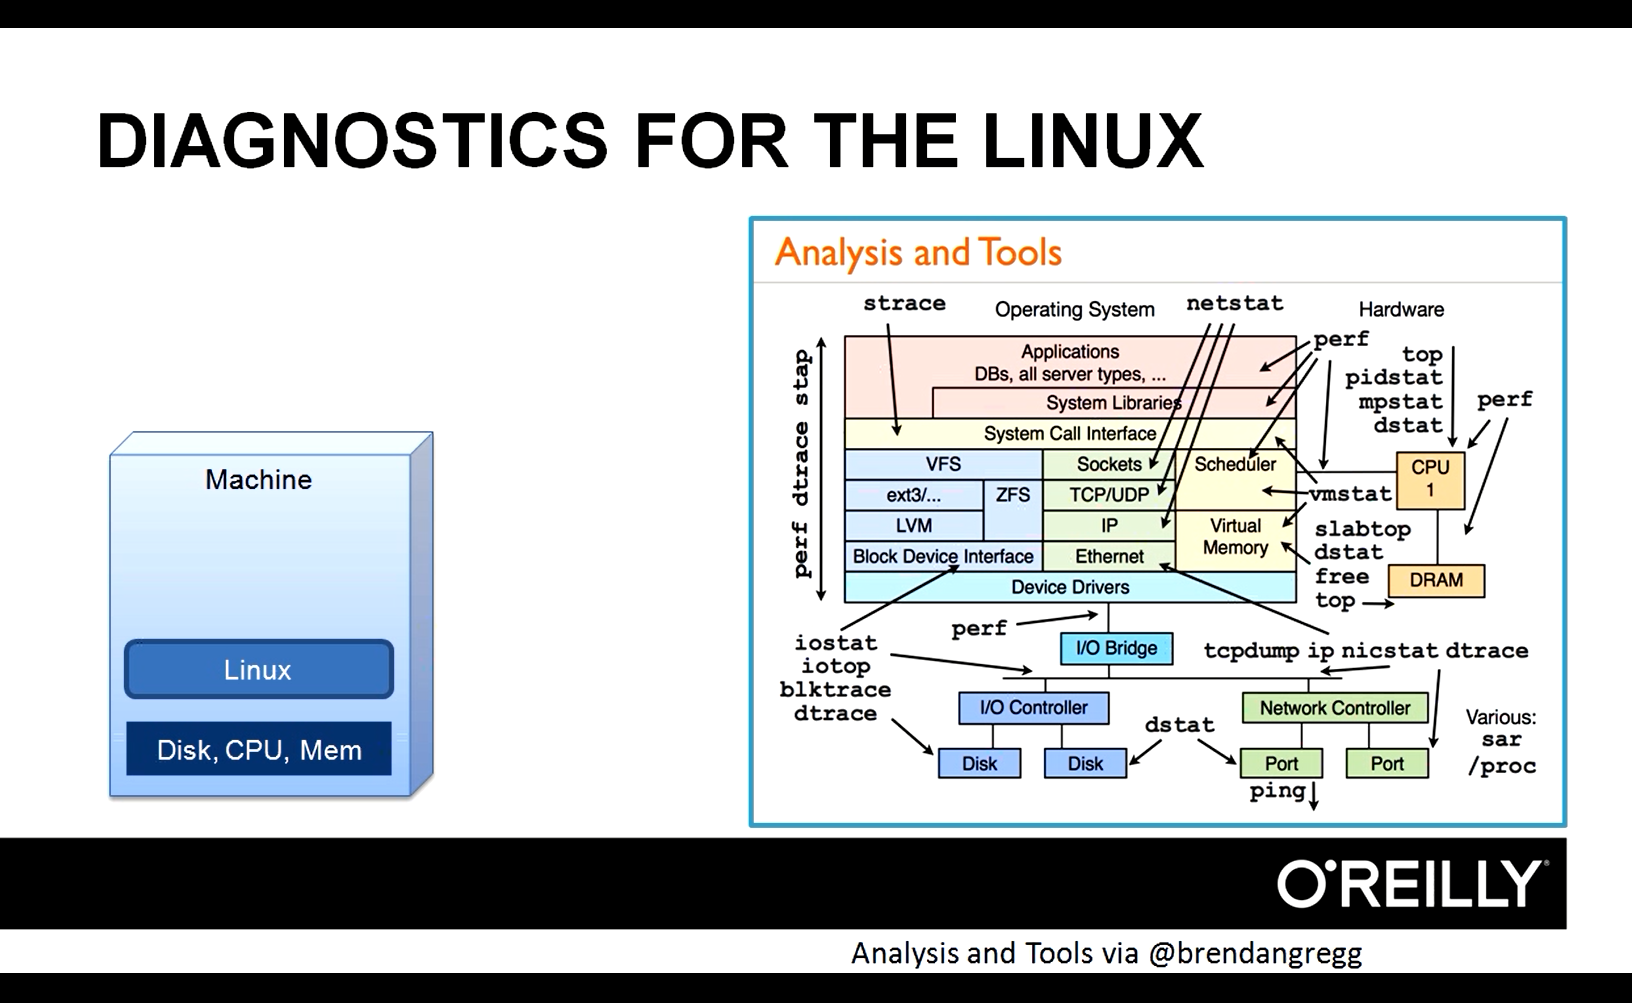 DIAGNOSTICS FOR THE LINUX
Machine
Linux
Disk, CPU, Mem
Analysis and Tools
strace
Operating System
netstat
Hardware
perf dtrace stap
Applications
DBs, all server types, ...
System Libraries
System Call Interface
VFS
Sockets
Scheduler
ext3/...
ZFS
TCP/UDP
LVM
IP
Virtual
Memory
Block Device Interface
Ethernet
Device Drivers
perf
top
pidstat
mpstat
dstat
perf
CPU
1
vmstat
slabtop
dstat
free
top
DRAM
perf
I/O Bridge
iostat
iotop
blktrace
dtrace
tcpdump ip nicstat dtrace
I/O Controller
Network Controller
Disk
Disk
dstat
Port
Port
ping
Various:
sar
/proc
O'REILLY®
Analysis and Tools via @brendangregg